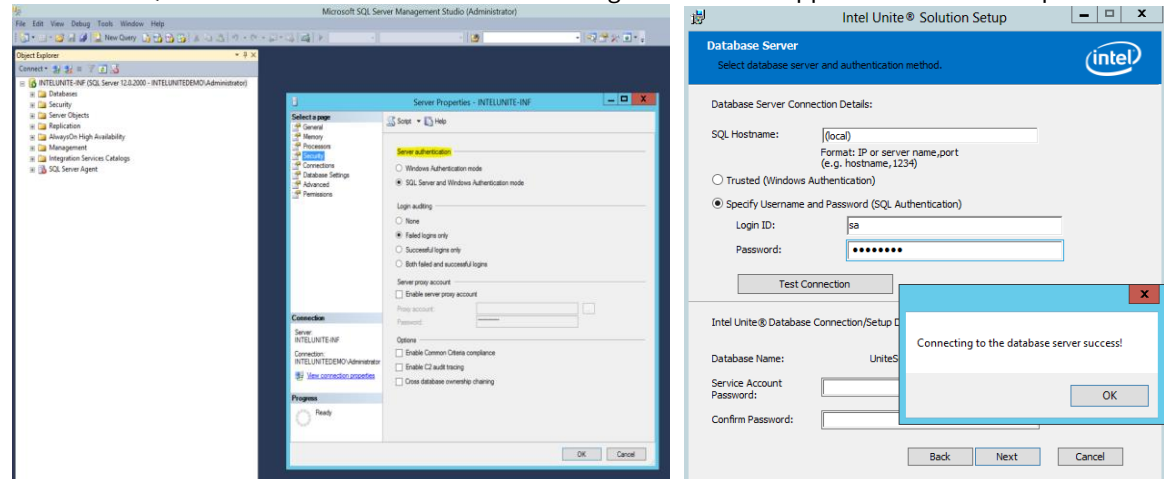 Microsoft SQL Server Management Studio (Administrator)
File Edit View Debug Tools Window Help
New Query
Object Explorer
Connect
INTELUNITE-INF (SQL Server 12.0.2000 - INTELUNITEDEMO\Administrator)
Databases
Security
Server Objects
Replication
AlwaysOn High Availability
Management
Integration Services Catalogs
SQL Server Agent
Server Properties - INTELUNITE-INF
Select a page
General
Memory
Processors
Security
Connections
Database Settings
Advanced
Permissions
Script Help
Server authentication
Windows Authentication mode
SQL Server and Windows Authentication mode
Login auditing
None
Failed logins only
Successful logins only
Both failed and successful logins
Server proxy account
Enable server proxy account
Proxy account:
Password:
Options
Enable Common Criteria compliance
Enable C2 audit tracing
Cross database ownership chaining
Connection
Server:
INTELUNITE-INF
Connection:
INTELUNITEDEMO\Administrator
View connection properties
Progress
Ready
OK Cancel
Intel Unite® Solution Setup
Database Server
Select database server and authentication method.
intel
Database Server Connection Details:
SQL Hostname: (local)
Format: IP or server name,port
(e.g. hostname,1234)
Trusted (Windows Authentication)
Specify Username and Password (SQL Authentication)
Login ID: sa
Password: ••••••••
Test Connection
Intel Unite® Database Connection/Setup D
Database Name: UniteS
Service Account
Password:
Confirm Password:
Back Next Cancel
X
Connecting to the database server success!
OK